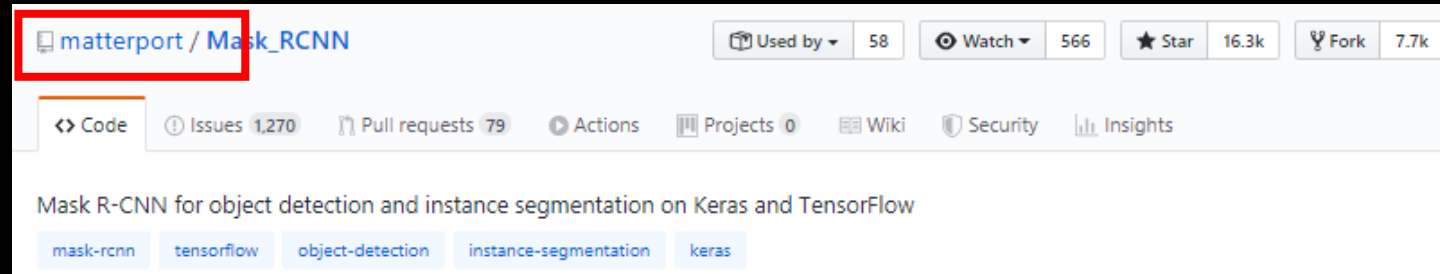 matterport / Mask_RCNN Used by 58 Watch 566 Star 16.3k Fork 7.7k
Code Issues 1,270 Pull requests 79 Actions Projects 0 Wiki Security Insights
Mask R-CNN for object detection and instance segmentation on Keras and TensorFlow
mask-rcnn tensorflow object-detection instance-segmentation keras